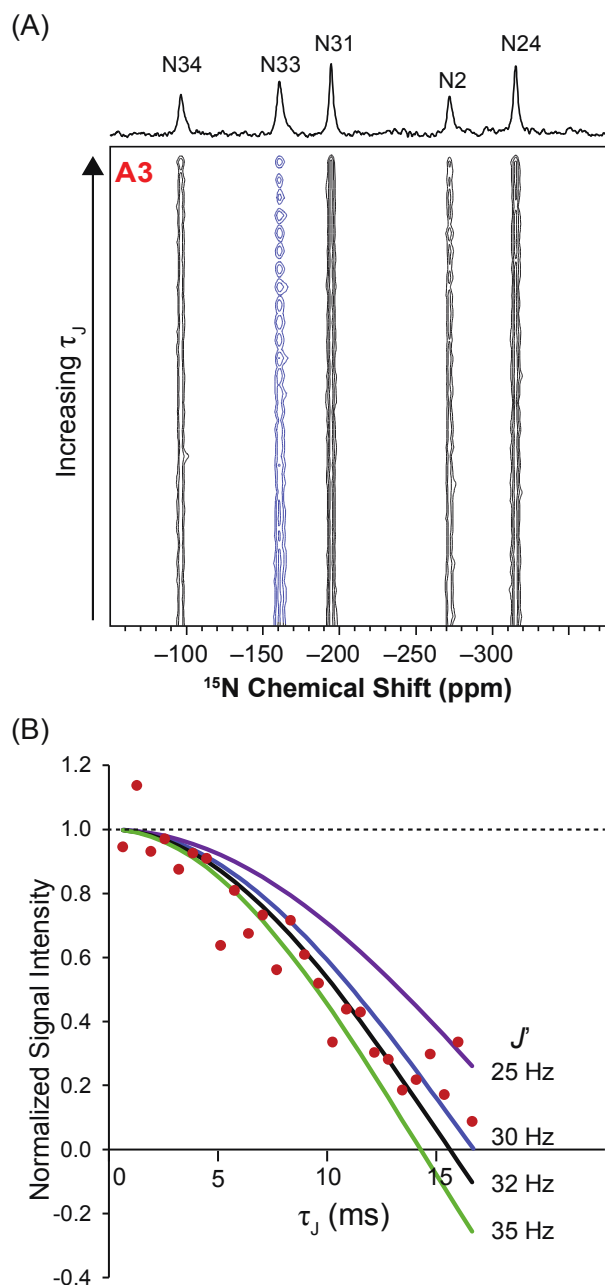 (A)
N34 N33 N31 N2 N24
A3
Increasing τJ
–100 –150 –200 –250 –300
¹⁵N Chemical Shift (ppm)
(B)
1.2
1.0
0.8
0.6
0.4
0.2
0.0
-0.2
-0.4
Normalized Signal Intensity
0 5 10 15
τJ (ms)
J'
25 Hz
30 Hz
32 Hz
35 Hz